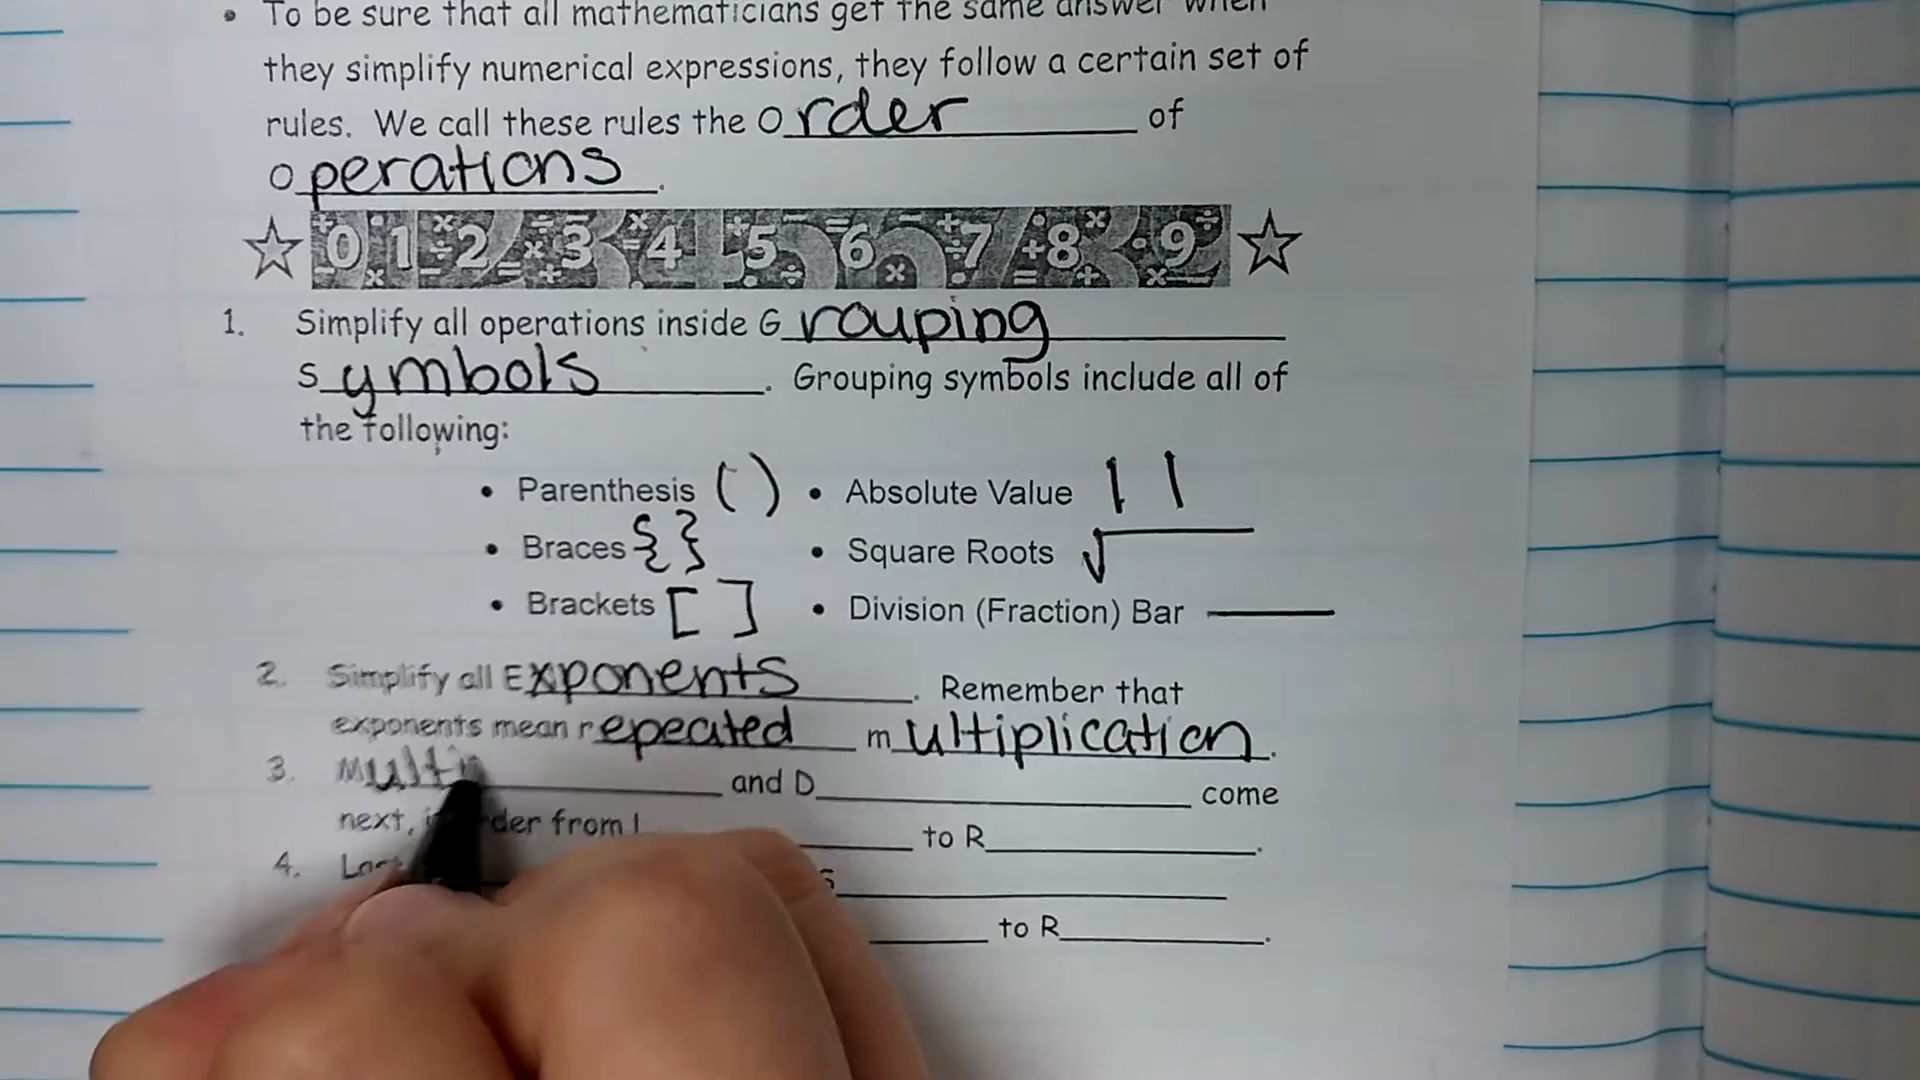 • To be sure that all mathematicians get the same answer when
they simplify numerical expressions, they follow a certain set of
rules. We call these rules the Order of
Operations.
0 1 2 3 4 5 6 7 8 9
1. Simplify all operations inside Grouping
Symbols. Grouping symbols include all of
the following:
• Parenthesis ( ) • Absolute Value | |
• Braces { } • Square Roots √
• Brackets [ ] • Division (Fraction) Bar —
2. Simplify all Exponents. Remember that
exponents mean repeated multiplication.
3. Multi and D come
next, from L to R.
4. S
to R.